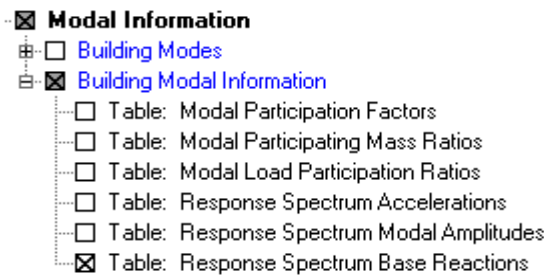 Modal Information
Building Modes
Building Modal Information
Table: Modal Participation Factors
Table: Modal Participating Mass Ratios
Table: Modal Load Participation Ratios
Table: Response Spectrum Accelerations
Table: Response Spectrum Modal Amplitudes
Table: Response Spectrum Base Reactions